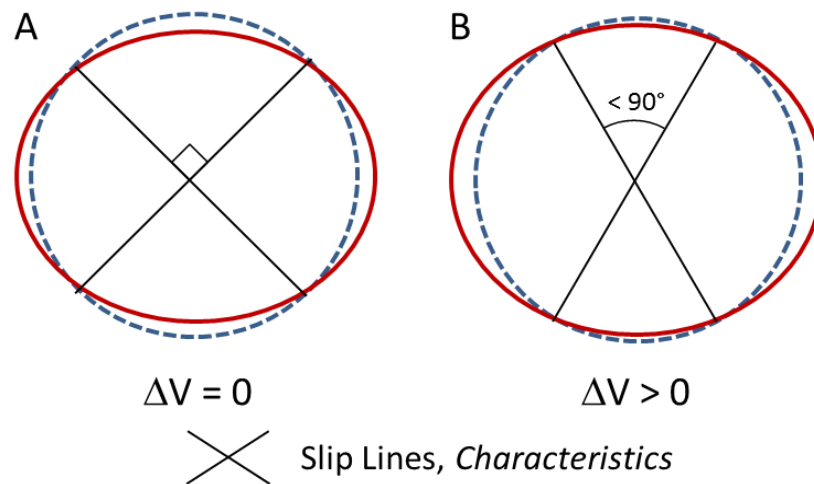 A
B
< 90°
ΔV = 0
ΔV > 0
Slip Lines, Characteristics